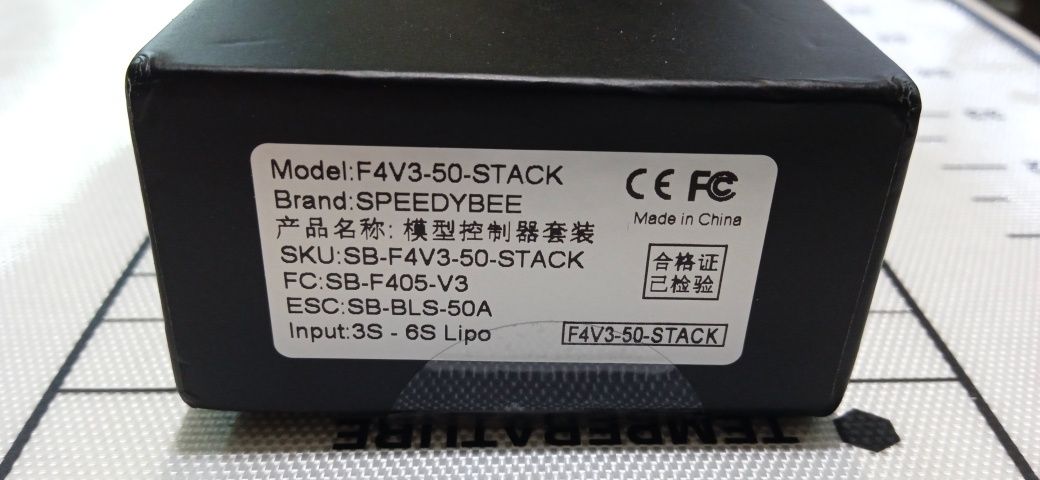 Model:F4V3-50-STACK
Brand:SPEEDYBEE
产品名称: 模型控制器套装
SKU:SB-F4V3-50-STACK
FC:SB-F405-V3
ESC:SB-BLS-50A
Input:3S - 6S Lipo
CE FC
Made in China
合格证
已检验
F4V3-50-STACK
TEMPERATURE